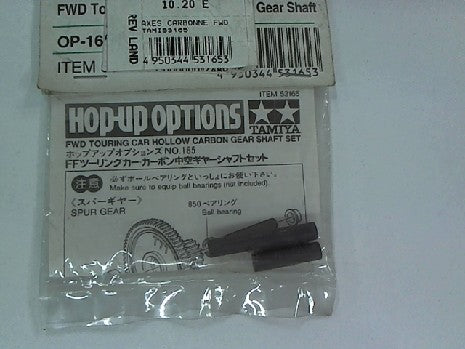 10.20 E
FWD To
Gear Shaft
AXES CARBONNE FWD
TAMI53165
REV LAND
OP-16
4 950344 531653
ITEM 5
4 950344 531653
ITEM 53165
HOP-UP OPTIONS
TAMIYA
FWD TOURING CAR HOLLOW CARBON GEAR SHAFT SET
ホップアップオプションズ NO.165
FFツーリングカー・カーボン中空ギヤーシャフトセット
注意
必ずボールベアリングといっしょにお使い下さい。
Make sure to equip ball bearings (not included).
《スパーギヤー》
SPUR GEAR
850ベアリング
Ball bearing